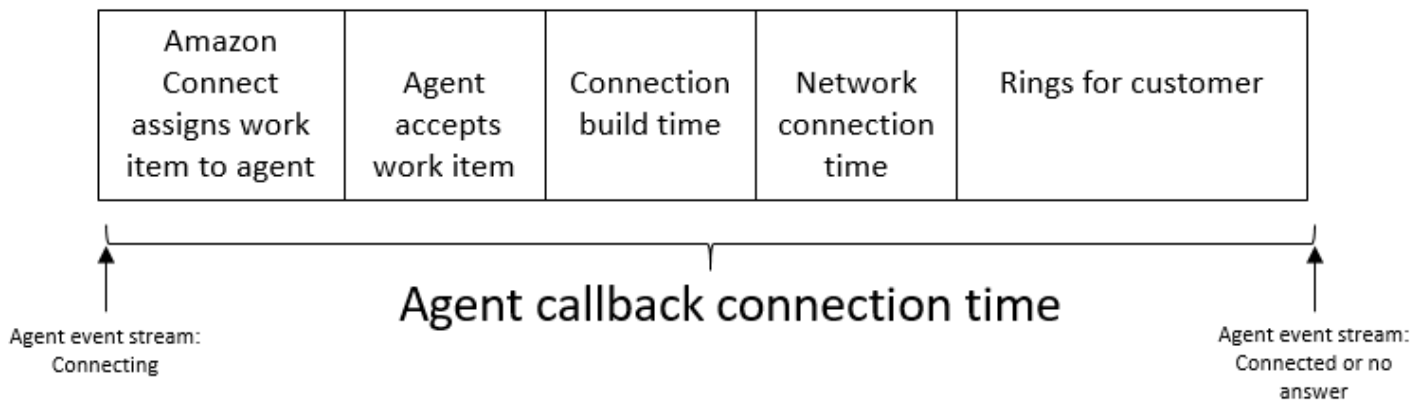 Amazon
Connect
assigns work
item to agent
Agent
accepts
work item
Connection
build time
Network
connection
time
Rings for customer
Agent callback connection time
Agent event stream:
Connecting
Agent event stream:
Connected or no
answer